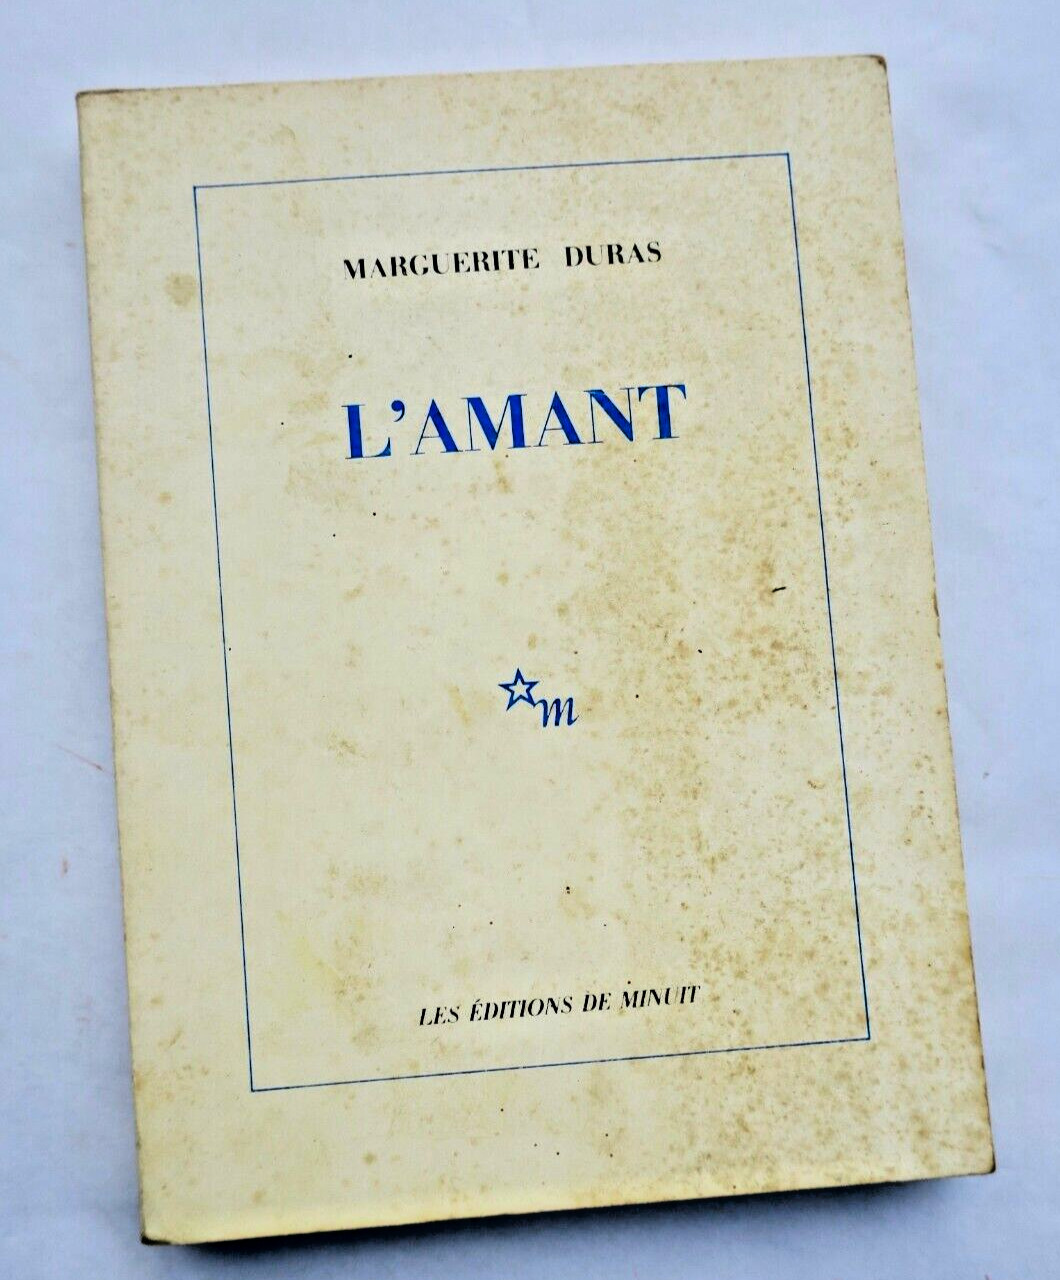 MARGUERITE DURAS
L'AMANT
m
LES ÉDITIONS DE MINUIT